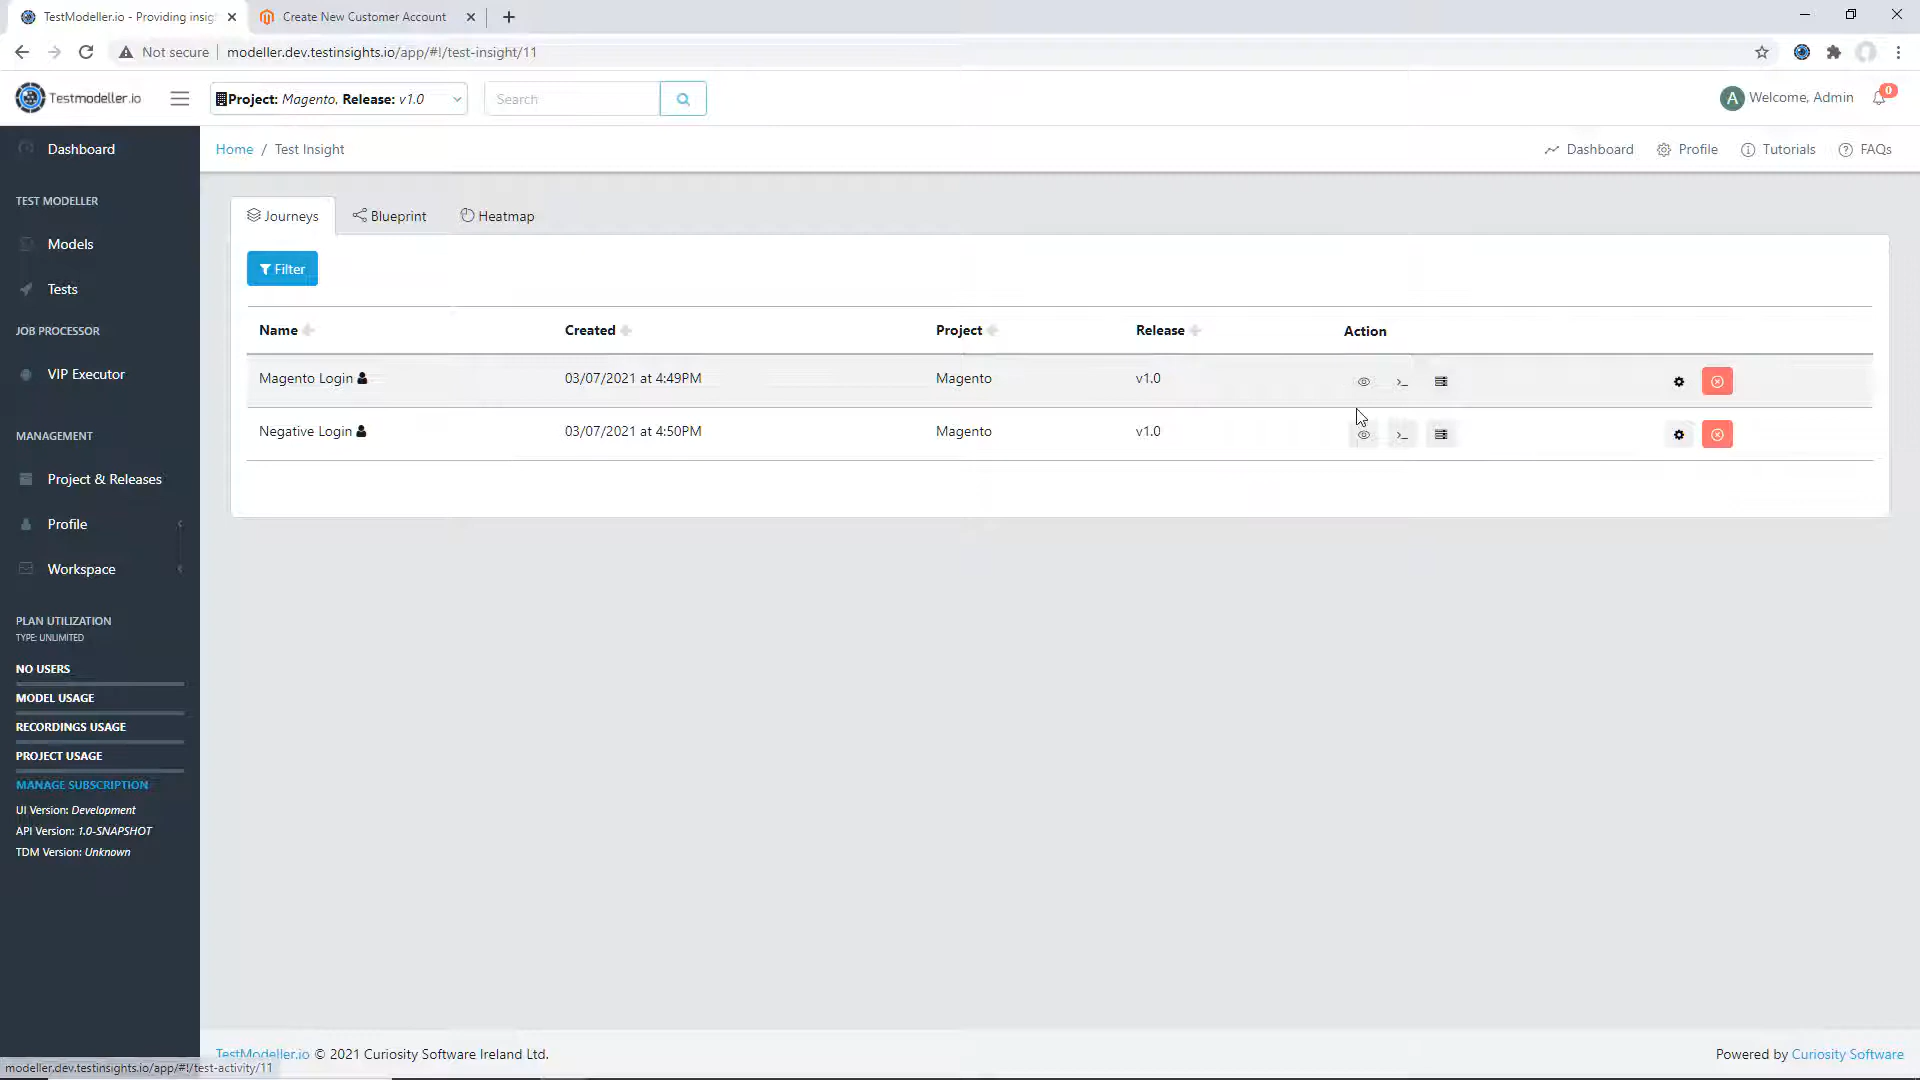 TestModeller.io - Providing insig
Create New Customer Account
Not secure
modeller.dev.testinsights.io/app/#!/test-insight/11
Testmodeller.io
Project: Magento, Release: v1.0
Search
A
Welcome, Admin
0
Dashboard
Home / Test Insight
Dashboard
Profile
Tutorials
FAQs
TEST MODELLER
Models
Tests
JOB PROCESSOR
VIP Executor
MANAGEMENT
Project & Releases
Profile
Workspace
PLAN UTILIZATION
TYPE: UNLIMITED
NO USERS
MODEL USAGE
RECORDINGS USAGE
PROJECT USAGE
MANAGE SUBSCRIPTION
UI Version: Development
API Version: 1.0-SNAPSHOT
TDM Version: Unknown
Journeys
Blueprint
Heatmap
Filter
Name Created Project Release Action
Magento Login 03/07/2021 at 4:49PM Magento v1.0
Negative Login 03/07/2021 at 4:50PM Magento v1.0
TestModeller.io © 2021 Curiosity Software Ireland Ltd.
Powered by Curiosity Software
modeller.dev.testinsights.io/app/#!/test-activity/11